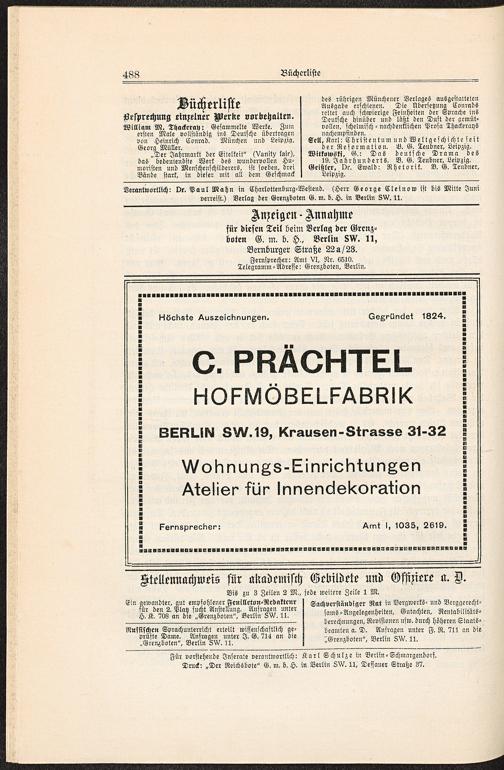 488
Bücherliste
Bücherliste
Besprechung einzelner Werke vorbehalten.
William M. Thackeray: Gesammelte Werke. Zum
ersten Male vollständig ins Deutsche übertragen
von Heinrich Conrad. München und Leipzig,
Georg Müller.
„Der Jahrmarkt der Eitelkeit" (Vanity fair),
das bedeutendste Werk des wundervollen Hu-
moristen und Menschenschilderers, ist soeben, drei
Bände stark, in dieser mit all dem Geschmack
des rührigen Münchener Verlages ausgestatteten
Ausgabe erschienen. Die Übersetzung Conrads
rettet auch schwierige Feinheiten der Sprache ins
Deutsche hinüber und läßt den Duft der gemüt-
vollen, schelmisch-nachdenklichen Prosa Thackerays
nachempfinden.
Sell, Karl: Christentum und Weltgeschichte seit
der Reformation. B. G. Teubner, Leipzig.
Witkowski, G.: Das deutsche Drama des
19. Jahrhunderts. B. G. Teubner, Leipzig.
Geißler, Dr. Ewald: Rhetorik. B. G. Teubner,
Leipzig.
Verantwortlich: Dr. Paul Mahn in Charlottenburg-Westend. (Herr George Cleinow ist bis Mitte Juni
verreist.) Verlag der Grenzboten G. m. b. H. in Berlin SW. 11.
Anzeigen-Annahme
für diesen Teil beim Verlag der Grenz-
boten G. m. b. H., Berlin SW. 11,
Bernburger Straße 22a/23.
Fernsprecher: Amt VI, Nr. 6510.
Telegramm-Adresse: Grenzboten, Berlin.
Höchste Auszeichnungen. Gegründet 1824.
C. PRÄCHTEL
HOFMÖBELFABRIK
BERLIN SW.19, Krausen-Strasse 31-32
Wohnungs-Einrichtungen
Atelier für Innendekoration
Fernsprecher: Amt I, 1035, 2619.
Stellennachweis für akademisch Gebildete und Offiziere a. D.
Bis zu 3 Zeilen 2 M., jede weitere Zeile 1 M.
Ein gewandter, gut empfohlener Feuilleton-Redakteur
für den 2. Platz sucht Anstellung. Anfragen unter
H. K. 708 an die „Grenzboten", Berlin SW. 11.
Russischen Sprachunterricht erteilt wissenschaftlich ge-
prüfte Dame. Anfragen unter J. G. 714 an die
„Grenzboten", Berlin SW. 11.
Sachverständiger Rat in Bergwerks- und Berggerecht-
sams-Angelegenheiten, Gutachten, Rentabilitäts-
berechnungen, Revisionen usw. durch höheren Staats-
beamten a. D. Anfragen unter F. R. 711 an die
„Grenzboten", Berlin SW. 11.
Für vorstehende Inserate verantwortlich: Karl Schulze in Berlin-Schmargendorf.
Druck: „Der Reichsbote" G. m. b. H. in Berlin SW. 11, Dessauer Straße 37.